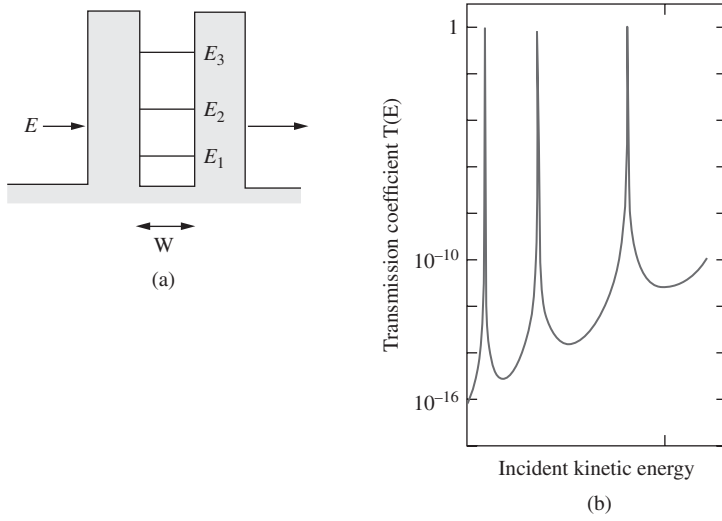 E
E₃
E₂
E₁
W
(a)
Transmission coefficient T(E)
1
10⁻¹⁰
10⁻¹⁶
Incident kinetic energy
(b)